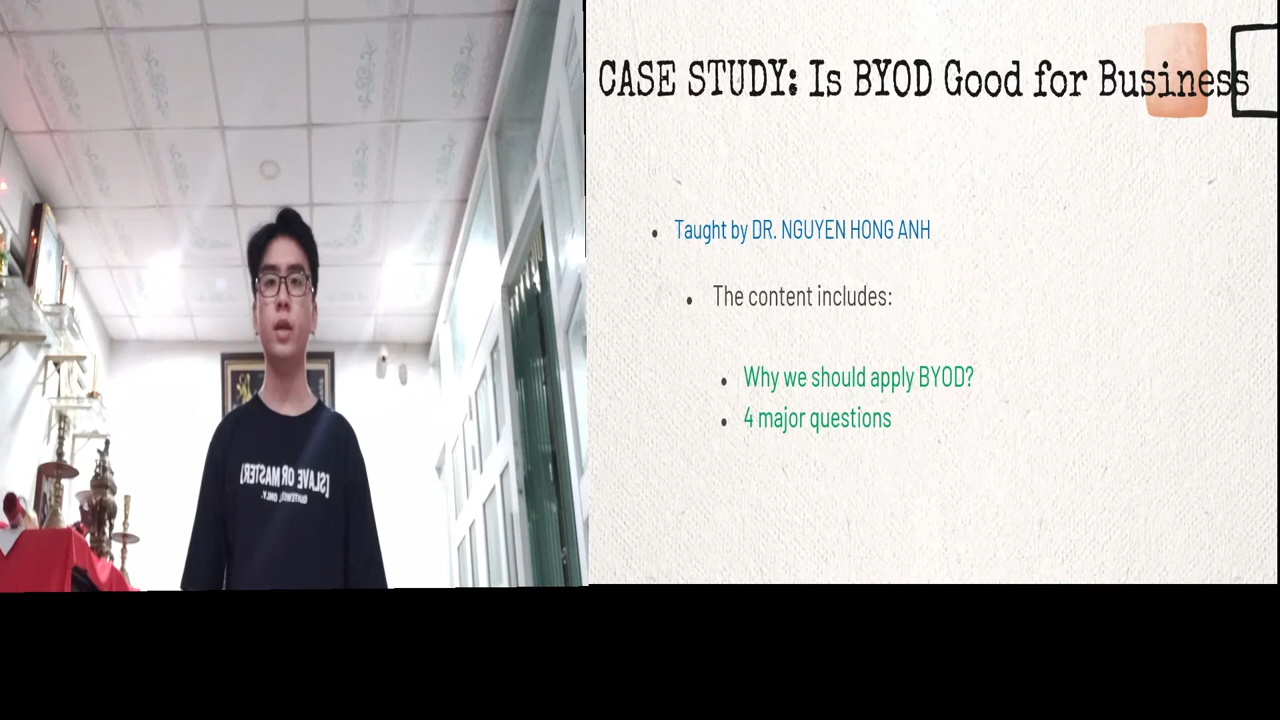 CASE STUDY: Is BYOD Good for Business
Taught by DR. NGUYEN HONG ANH
The content includes:
Why we should apply BYOD?
4 major questions
[SLAVE OR MASTER]
ONLY.